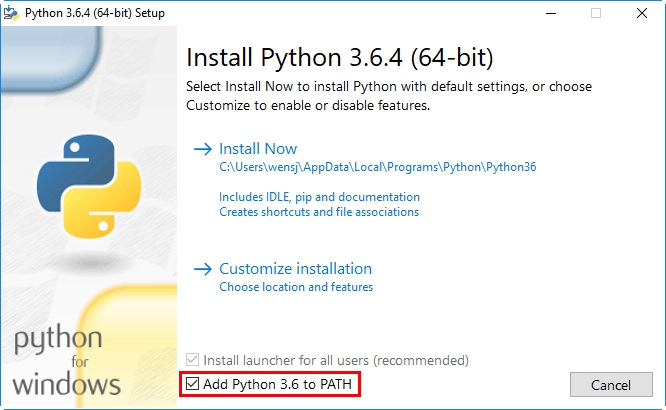 Python 3.6.4 (64-bit) Setup
Install Python 3.6.4 (64-bit)
Select Install Now to install Python with default settings, or choose
Customize to enable or disable features.
Install Now
C:\Users\wensj\AppData\Local\Programs\Python\Python36
Includes IDLE, pip and documentation
Creates shortcuts and file associations
Customize installation
Choose location and features
Install launcher for all users (recommended)
Add Python 3.6 to PATH
Cancel
python
for
windows